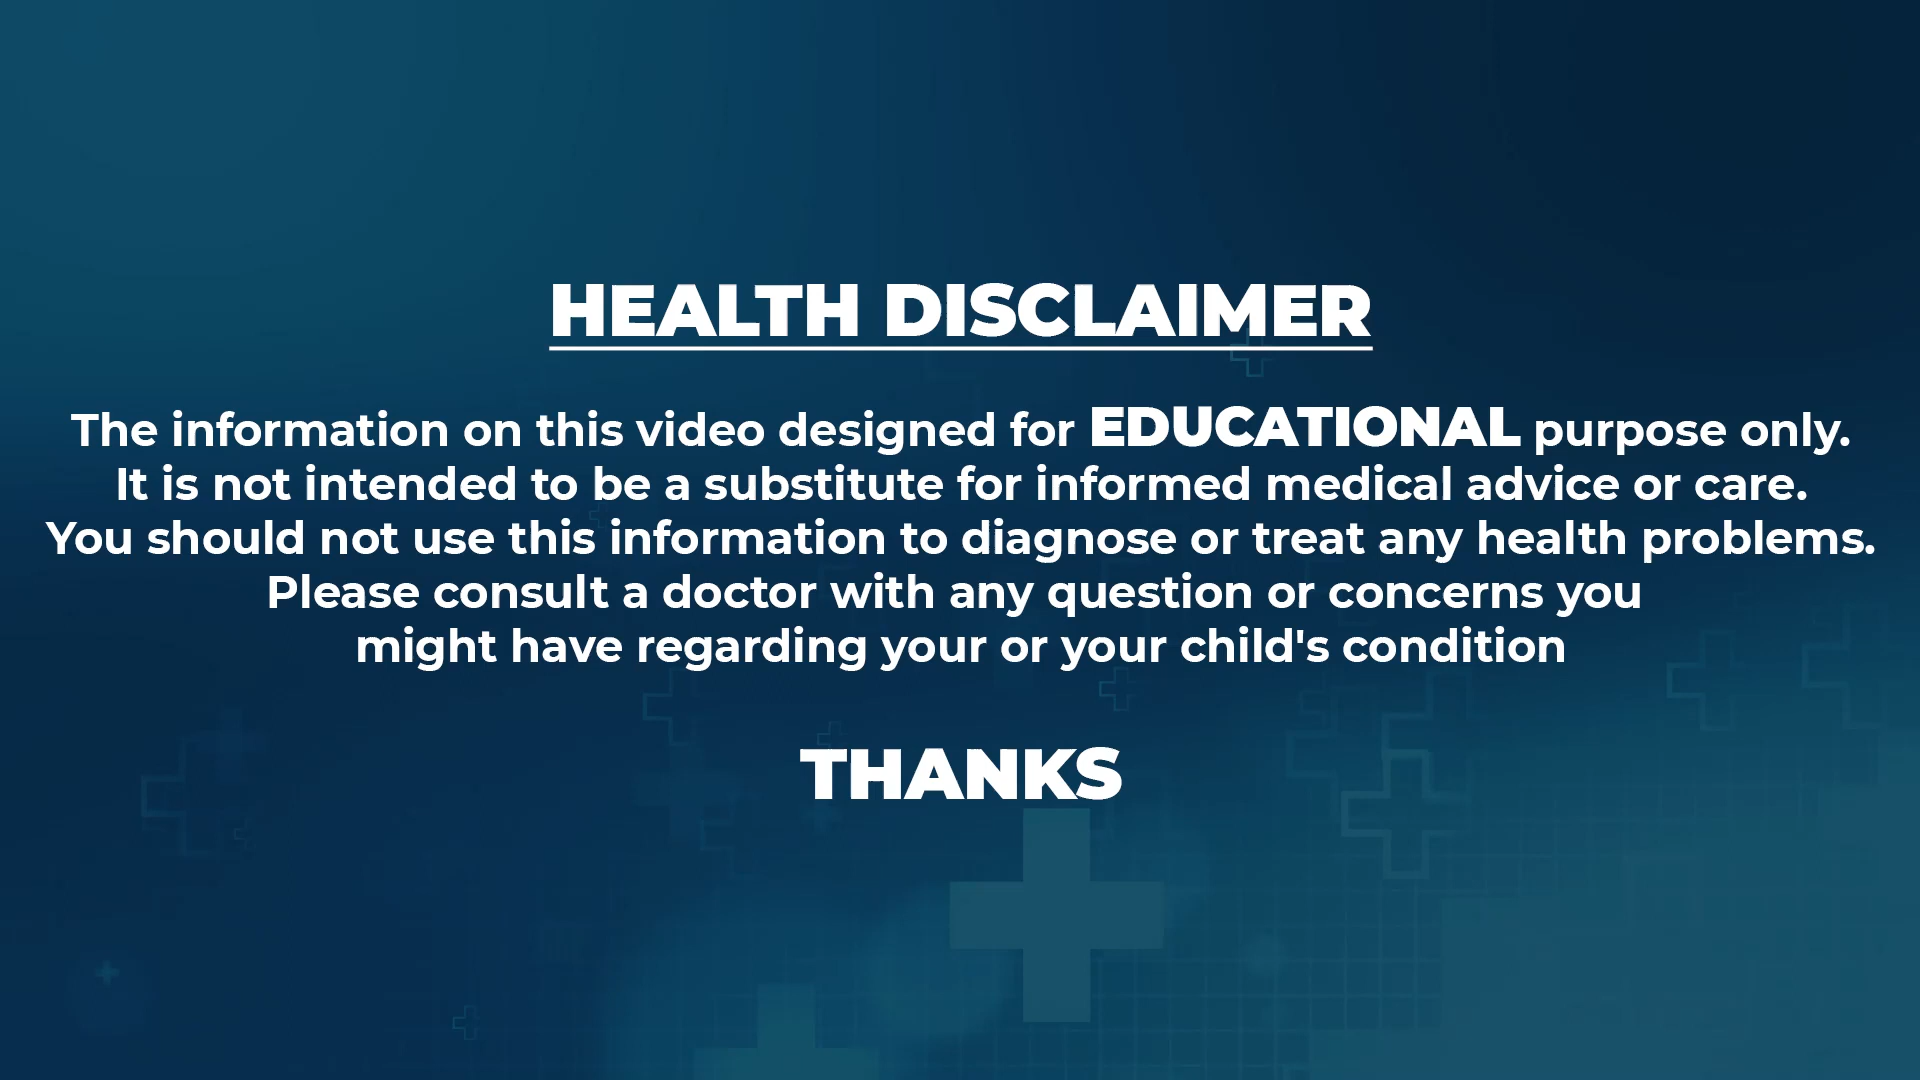 HEALTH DISCLAIMER
The information on this video designed for EDUCATIONAL purpose only.
It is not intended to be a substitute for informed medical advice or care.
You should not use this information to diagnose or treat any health problems.
Please consult a doctor with any question or concerns you
might have regarding your or your child's condition
THANKS